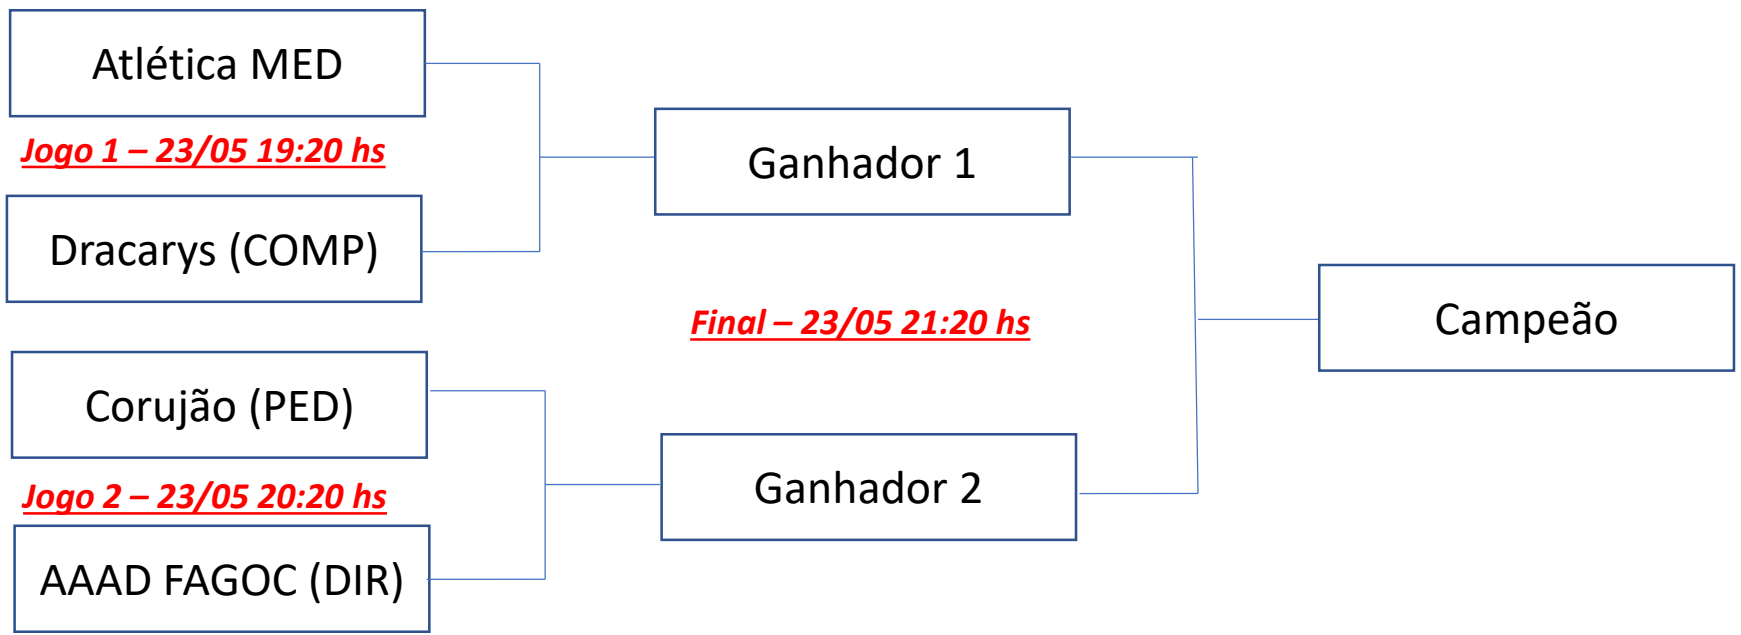 Atlética MED
Jogo 1 – 23/05 19:20 hs
Dracarys (COMP)
Corujão (PED)
Jogo 2 – 23/05 20:20 hs
AAAD FAGOC (DIR)
Ganhador 1
Final – 23/05 21:20 hs
Ganhador 2
Campeão